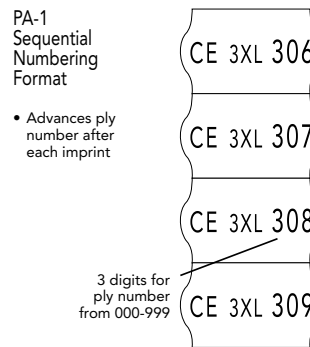 PA-1
Sequential
Numbering
Format
• Advances ply
number after
each imprint
CE 3XL 306
CE 3XL 307
CE 3XL 308
3 digits for
ply number
from 000-999
CE 3XL 309